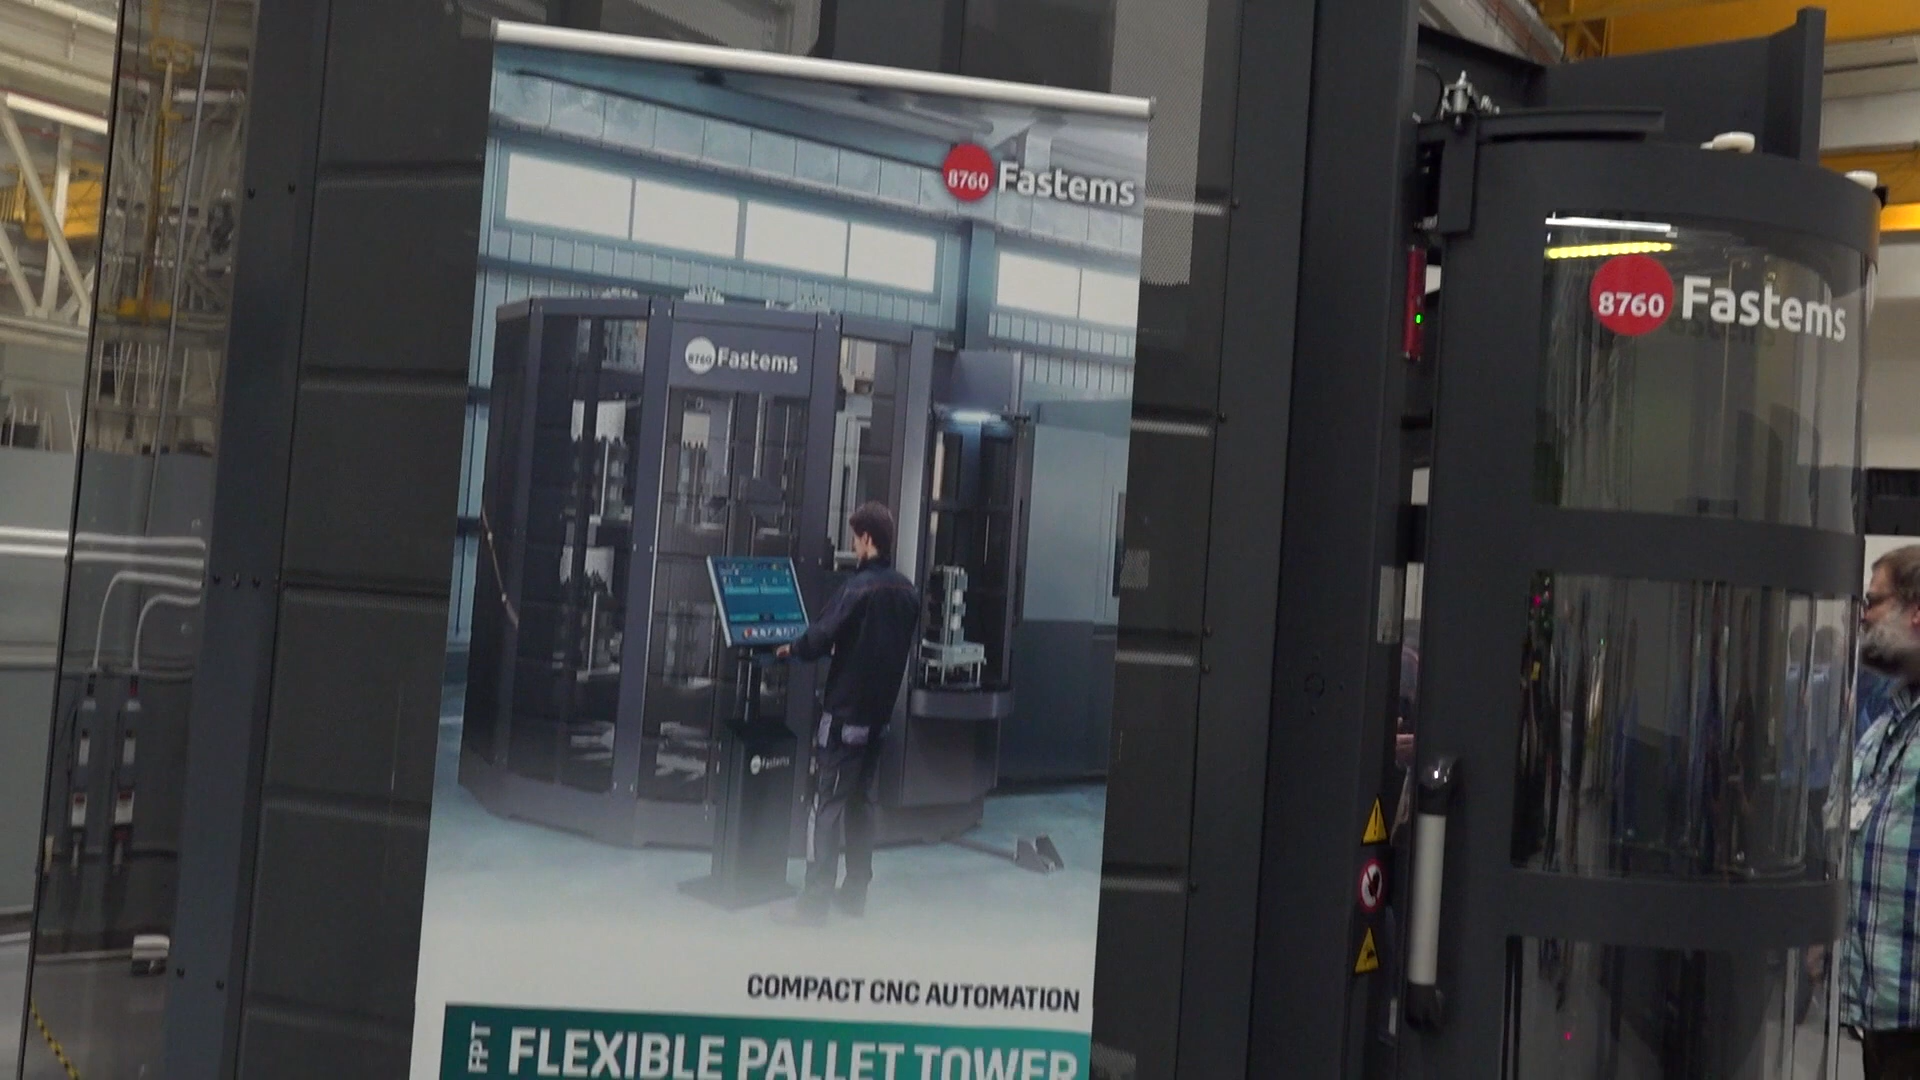 8760 Fastems
8760 Fastems
8760 Fastems
Fastems
COMPACT CNC AUTOMATION
FPT FLEXIBLE PALLET TOWER